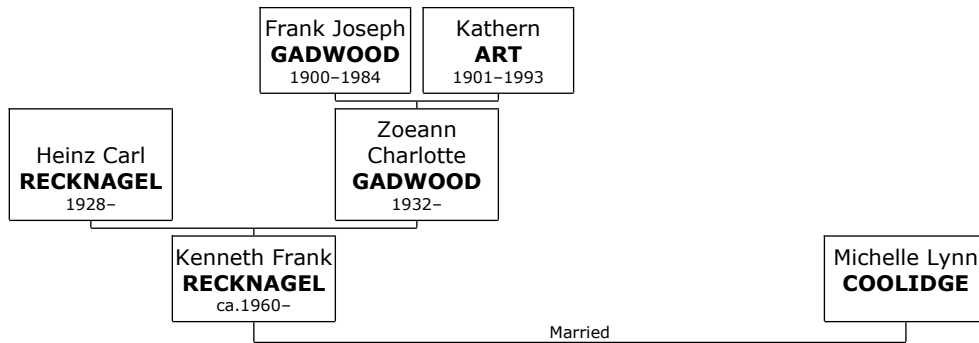 Frank Joseph
GADWOOD
1900–1984
Kathern
ART
1901–1993
Heinz Carl
RECKNAGEL
1928–
Zoeann
Charlotte
GADWOOD
1932–
Kenneth Frank
RECKNAGEL
ca.1960–
Michelle Lynn
COOLIDGE
Married